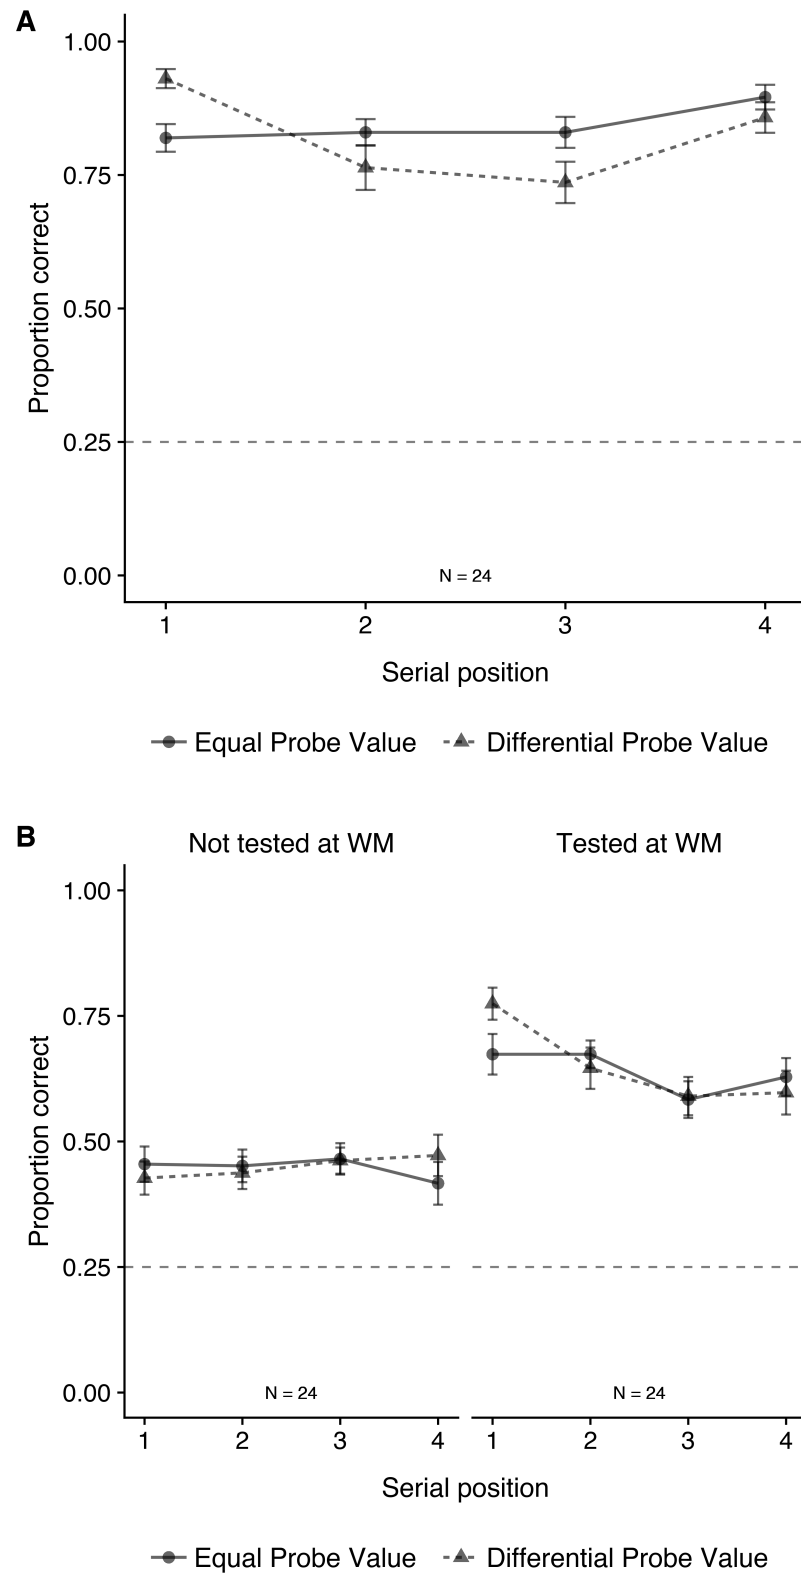 A
Proportion correct
1.00
0.75
0.50
0.25
0.00
N = 24
1 2 3 4
Serial position
Equal Probe Value Differential Probe Value
B
Not tested at WM Tested at WM
Proportion correct
1.00
0.75
0.50
0.25
0.00
N = 24 N = 24
1 2 3 4 1 2 3 4
Serial position
Equal Probe Value Differential Probe Value